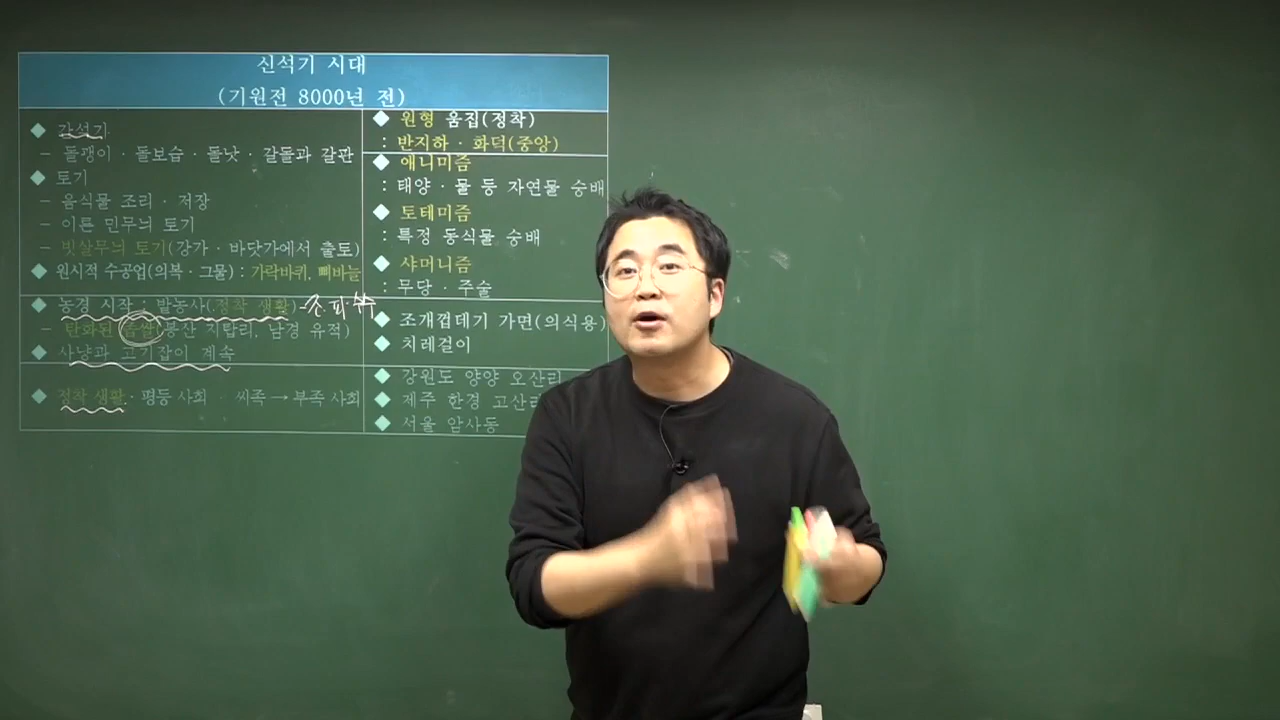 신석기 시대
(기원전 8000년 전)
◆ 간석기
- 돌괭이 · 돌보습 · 돌낫 · 갈돌과 갈판
◆ 토기
- 음식물 조리 · 저장
- 이른 민무늬 토기
- 빗살무늬 토기(강가 · 바닷가에서 출토)
◆ 원시적 수공업(의복 · 그물) : 가락바퀴, 뼈바늘
◆ 농경 시작 : 밭농사(정착 생활) - 조. 피. 수수
- 탄화된 좁쌀(봉산 지탑리, 남경 유적)
◆ 사냥과 고기잡이 계속
◆ 정착 생활 · 평등 사회 · 씨족 → 부족 사회
◆ 원형 움집(정착)
: 반지하 · 화덕(중앙)
◆ 애니미즘
: 태양 · 물 등 자연물 숭배
◆ 토테미즘
: 특정 동식물 숭배
◆ 샤머니즘
: 무당 · 주술
◆ 조개껍데기 가면(의식용)
◆ 치레걸이
◆ 강원도 양양 오산리
◆ 제주 한경 고산리
◆ 서울 암사동